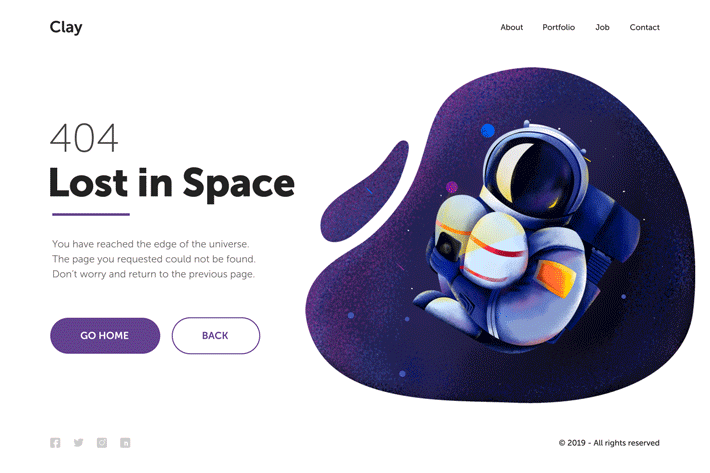 Clay
About Portfolio Job Contact
404
Lost in Space
You have reached the edge of the universe.
The page you requested could not be found.
Don't worry and return to the previous page.
GO HOME BACK
© 2019 - All rights reserved